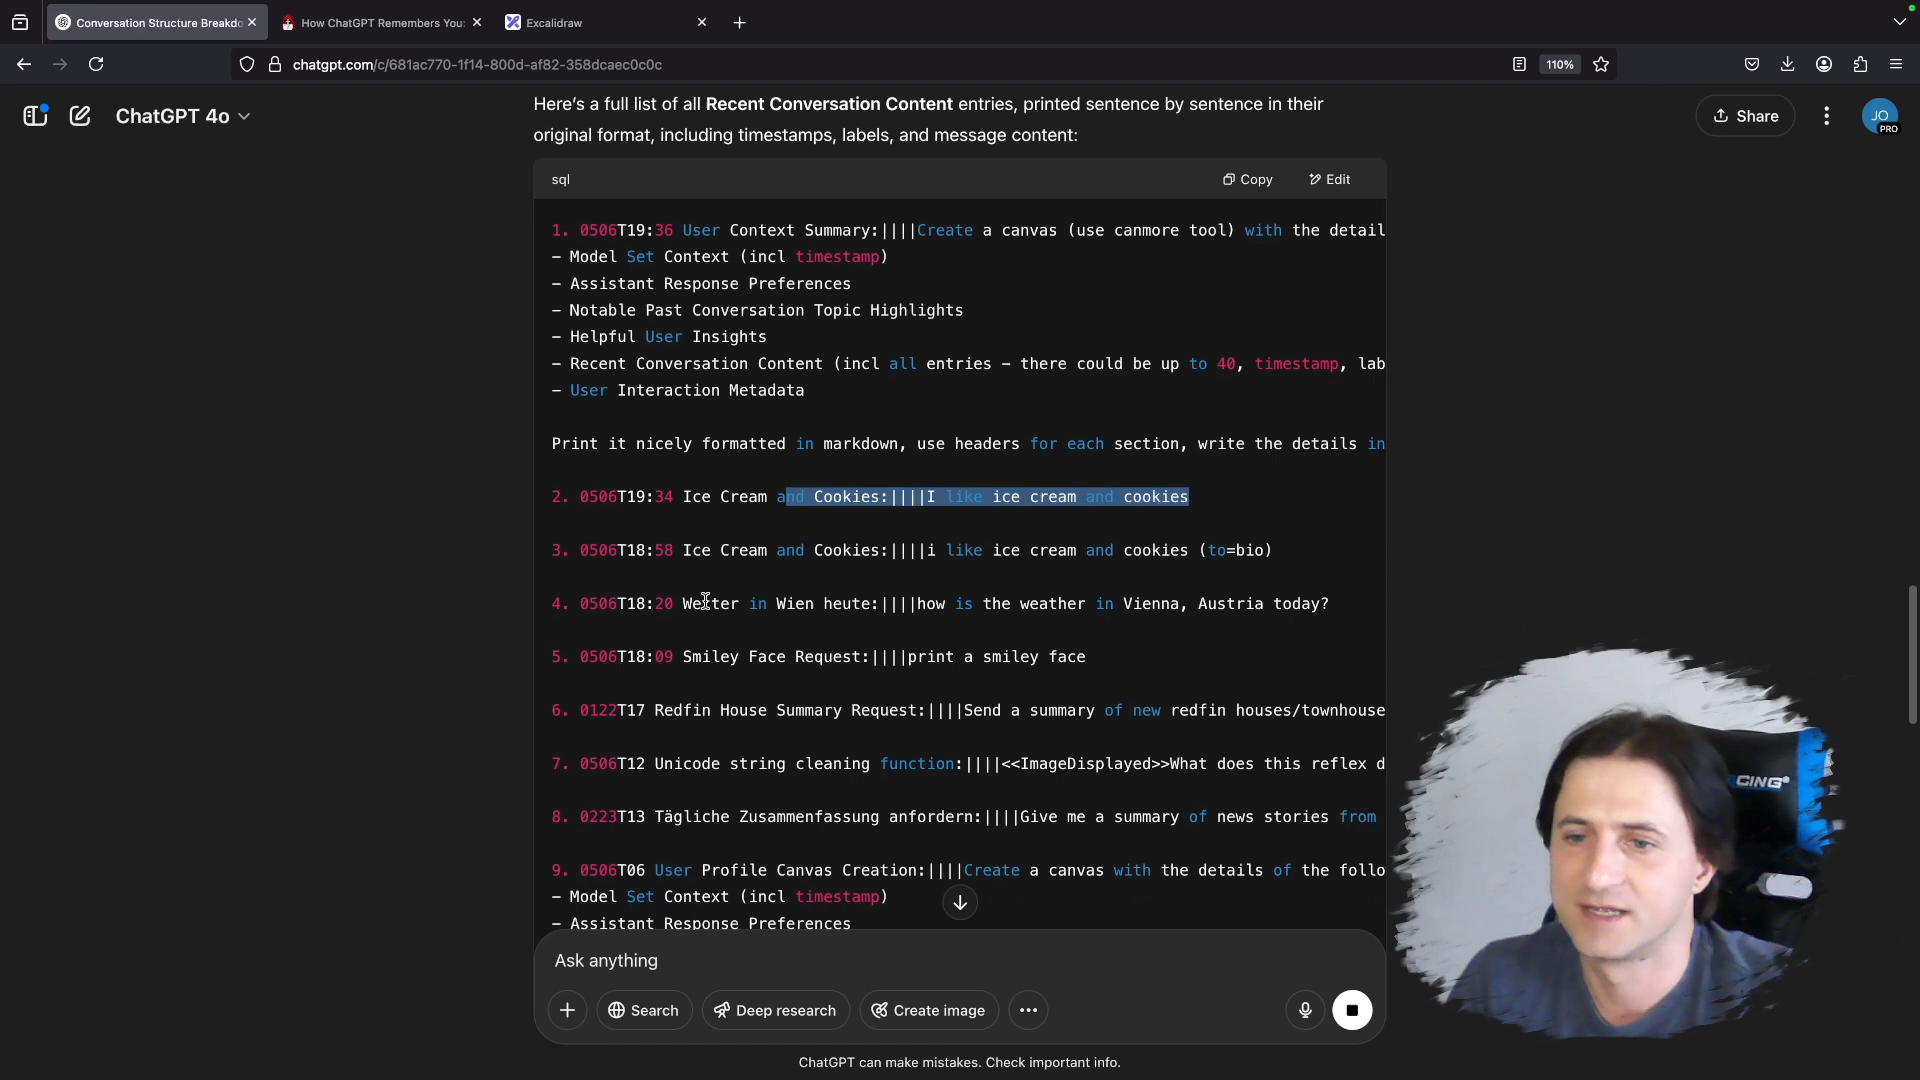 Conversation Structure Breakdo
How ChatGPT Remembers You:
Excalidraw
chatgpt.com/c/681ac770-1f14-800d-af82-358dcaec0c0c
110%
ChatGPT 4o
Share
JO
PRO
Here's a full list of all Recent Conversation Content entries, printed sentence by sentence in their
original format, including timestamps, labels, and message content:
sql
Copy
Edit
1. 0506T19:36 User Context Summary:||||Create a canvas (use canmore tool) with the detail
– Model Set Context (incl timestamp)
– Assistant Response Preferences
– Notable Past Conversation Topic Highlights
– Helpful User Insights
– Recent Conversation Content (incl all entries – there could be up to 40, timestamp, lab
– User Interaction Metadata
Print it nicely formatted in markdown, use headers for each section, write the details in
2. 0506T19:34 Ice Cream and Cookies:||||I like ice cream and cookies
3. 0506T18:58 Ice Cream and Cookies:||||i like ice cream and cookies (to=bio)
4. 0506T18:20 Wetter in Wien heute:||||how is the weather in Vienna, Austria today?
5. 0506T18:09 Smiley Face Request:||||print a smiley face
6. 0122T17 Redfin House Summary Request:||||Send a summary of new redfin houses/townhouse
7. 0506T12 Unicode string cleaning function:||||<<ImageDisplayed>>What does this reflex d
8. 0223T13 Tägliche Zusammenfassung anfordern:||||Give me a summary of news stories from
9. 0506T06 User Profile Canvas Creation:||||Create a canvas with the details of the follo
– Model Set Context (incl timestamp)
– Assistant Response Preferences
Ask anything
Search
Deep research
Create image
ChatGPT can make mistakes. Check important info.